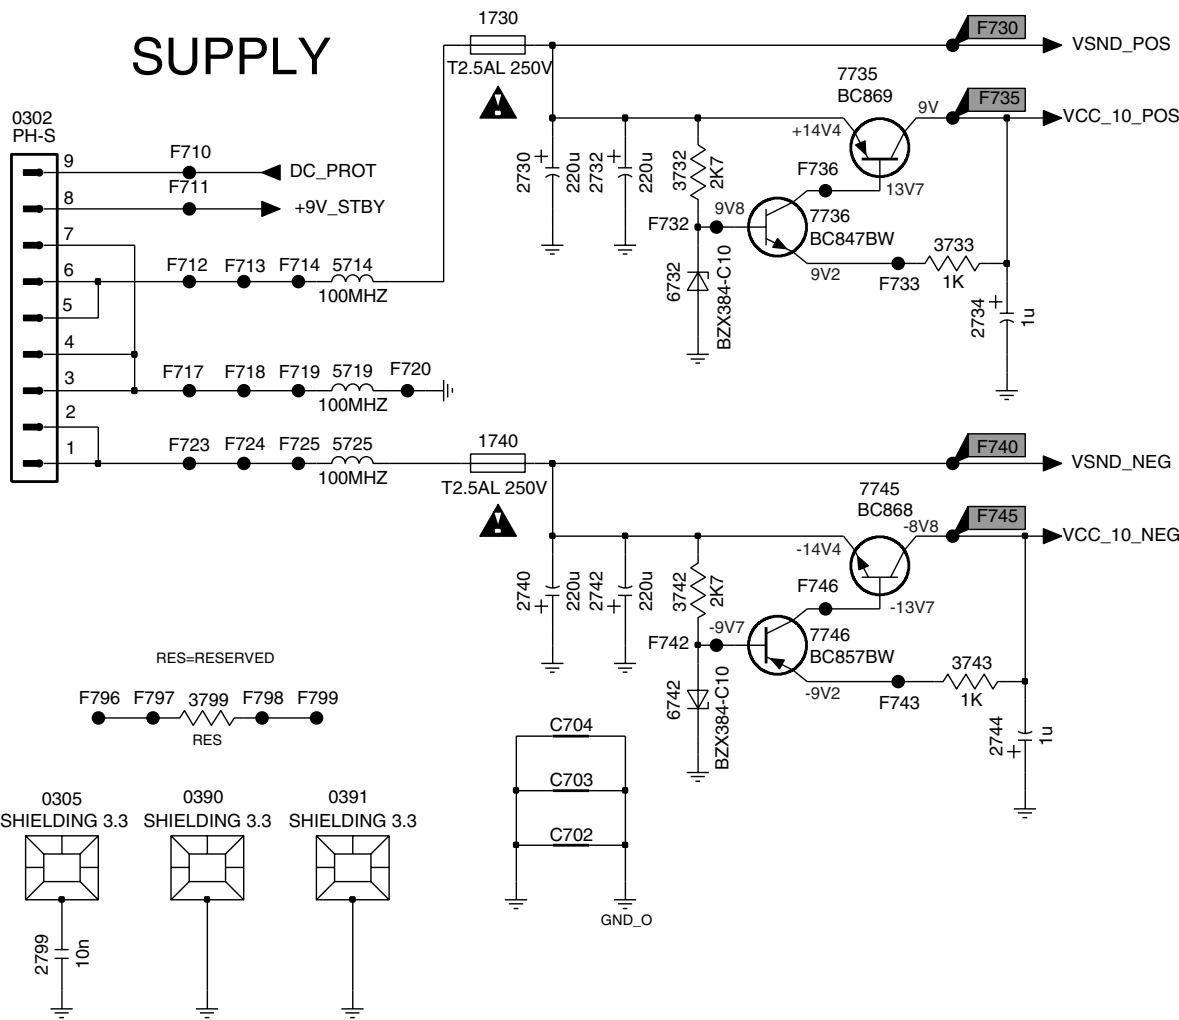 SUPPLY
1730
T2.5AL 250V
F730
VSND_POS
7735
BC869
9V
F735
VCC_10_POS
+14V4
0302
PH-S
9
8
7
6
5
4
3
2
1
F710
DC_PROT
F711
+9V_STBY
F712
F713
F714
5714
100MHZ
F717
F718
F719
5719
100MHZ
F720
F723
F724
F725
5725
100MHZ
2730
+
220u
2732
+
220u
3732
2K7
F736
13V7
F732
9V8
7736
BC847BW
9V2
F733
3733
1K
6732
BZX384-C10
2734
+
1u
1740
T2.5AL 250V
F740
VSND_NEG
7745
BC868
-8V8
F745
VCC_10_NEG
-14V4
2740
+
220u
2742
+
220u
3742
2K7
F746
-13V7
F742
-9V7
7746
BC857BW
-9V2
F743
3743
1K
6742
BZX384-C10
2744
+
1u
RES=RESERVED
F796
F797
3799
F798
F799
RES
C704
C703
C702
GND_O
0305
SHIELDING 3.3
0390
SHIELDING 3.3
0391
SHIELDING 3.3
2799
10n